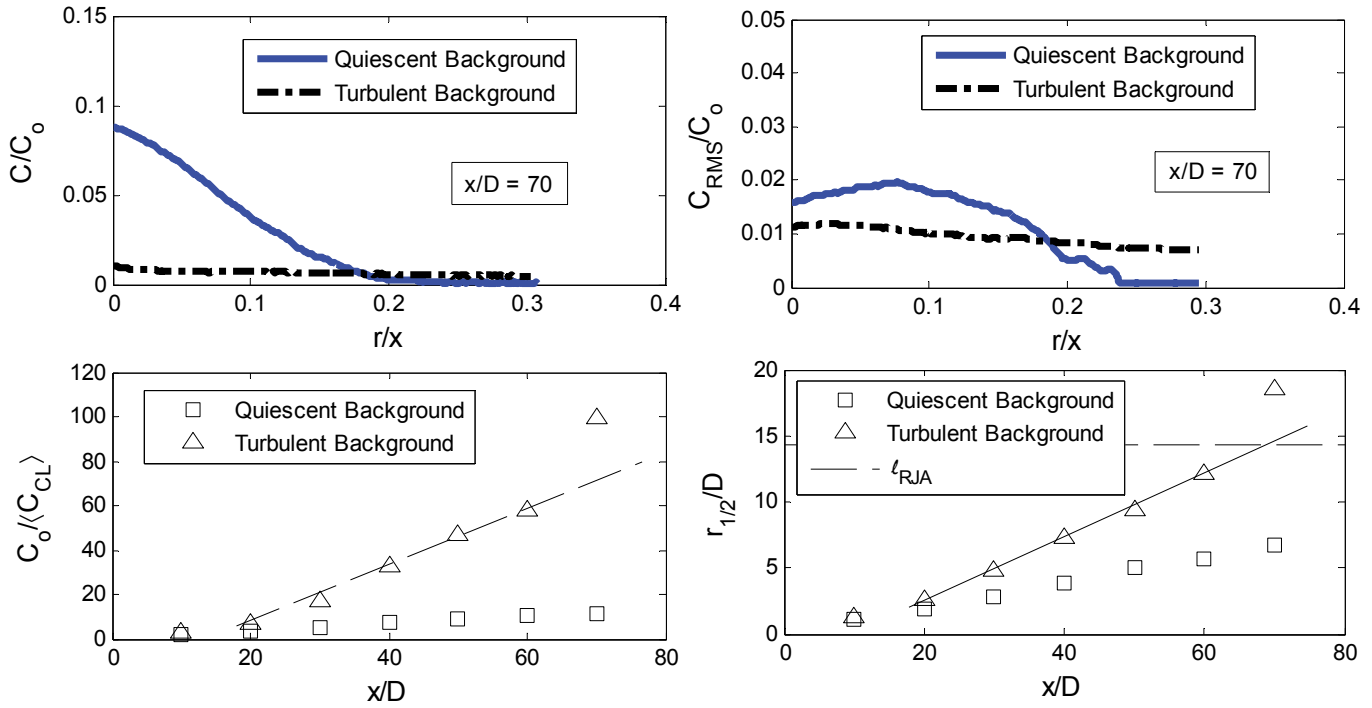 0.15
0.1
0.05
0
C/C_o
Quiescent Background
Turbulent Background
x/D = 70
0 0.1 0.2 0.3 0.4
r/x
0.05
0.04
0.03
0.02
0.01
0
C_RMS/C_o
Quiescent Background
Turbulent Background
x/D = 70
0 0.1 0.2 0.3 0.4
r/x
120
100
80
60
40
20
0
C_o/⟨C_CL⟩
Quiescent Background
Turbulent Background
0 20 40 60 80
x/D
20
15
10
5
0
r_1/2/D
Quiescent Background
Turbulent Background
ℓ_RJA
0 20 40 60 80
x/D